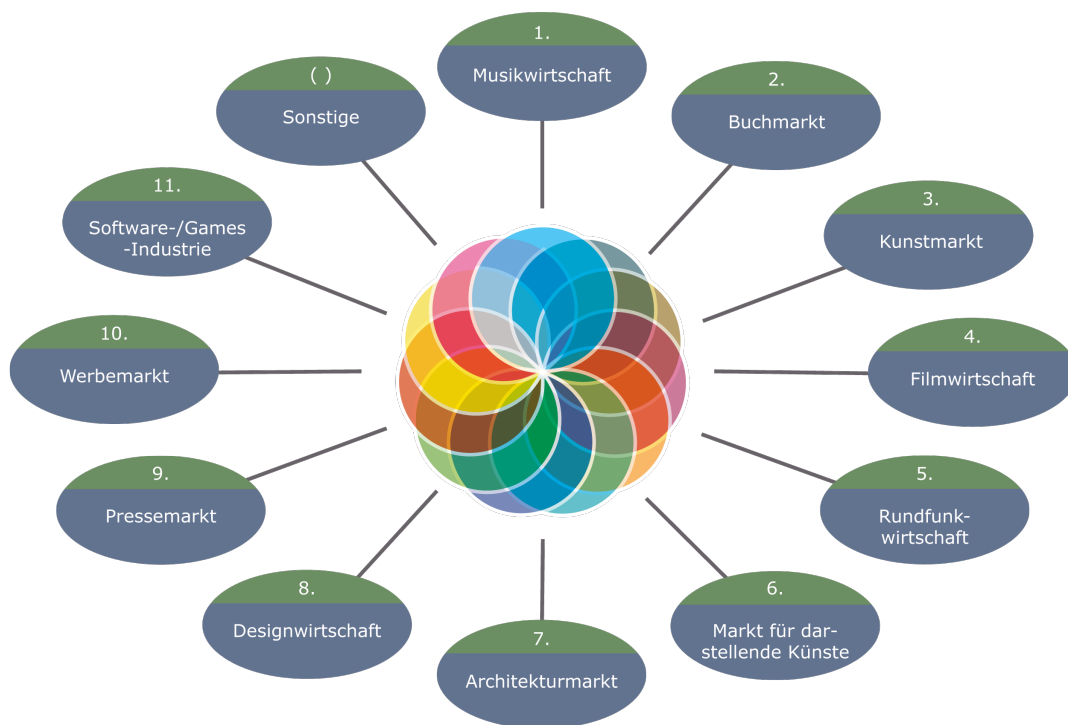 1.
Musikwirtschaft
2.
Buchmarkt
3.
Kunstmarkt
4.
Filmwirtschaft
5.
Rundfunk-
wirtschaft
6.
Markt für dar-
stellende Künste
7.
Architekturmarkt
8.
Designwirtschaft
9.
Pressemarkt
10.
Werbemarkt
11.
Software-/Games
-Industrie
( )
Sonstige